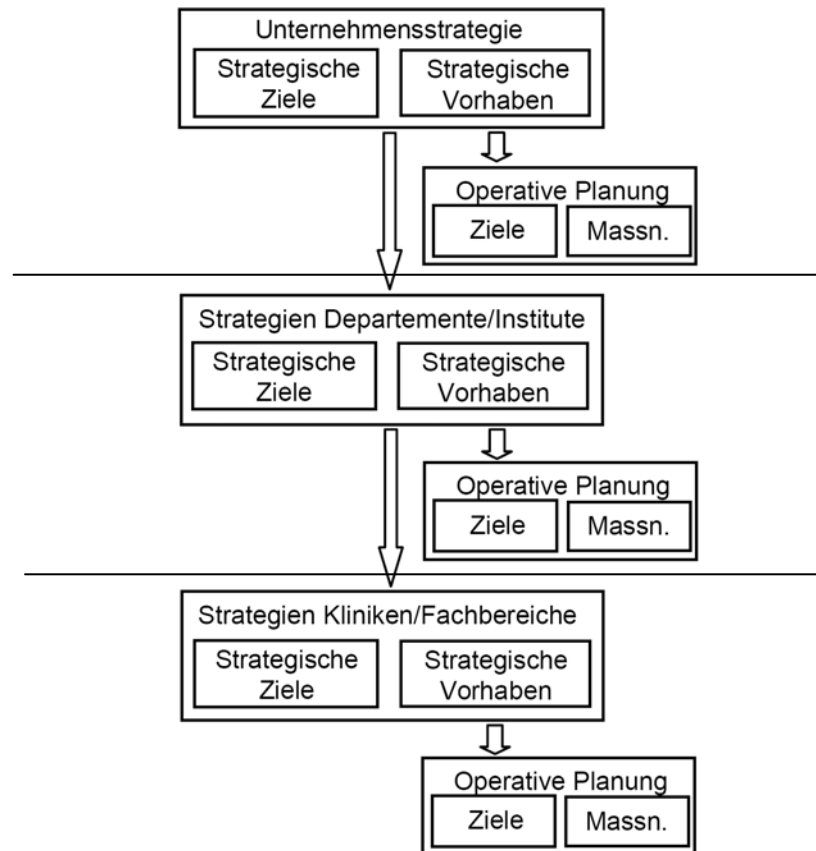 Unternehmensstrategie
Strategische Ziele
Strategische Vorhaben
Operative Planung
Ziele
Massn.
Strategien Departemente/Institute
Strategische Ziele
Strategische Vorhaben
Operative Planung
Ziele
Massn.
Strategien Kliniken/Fachbereiche
Strategische Ziele
Strategische Vorhaben
Operative Planung
Ziele
Massn.